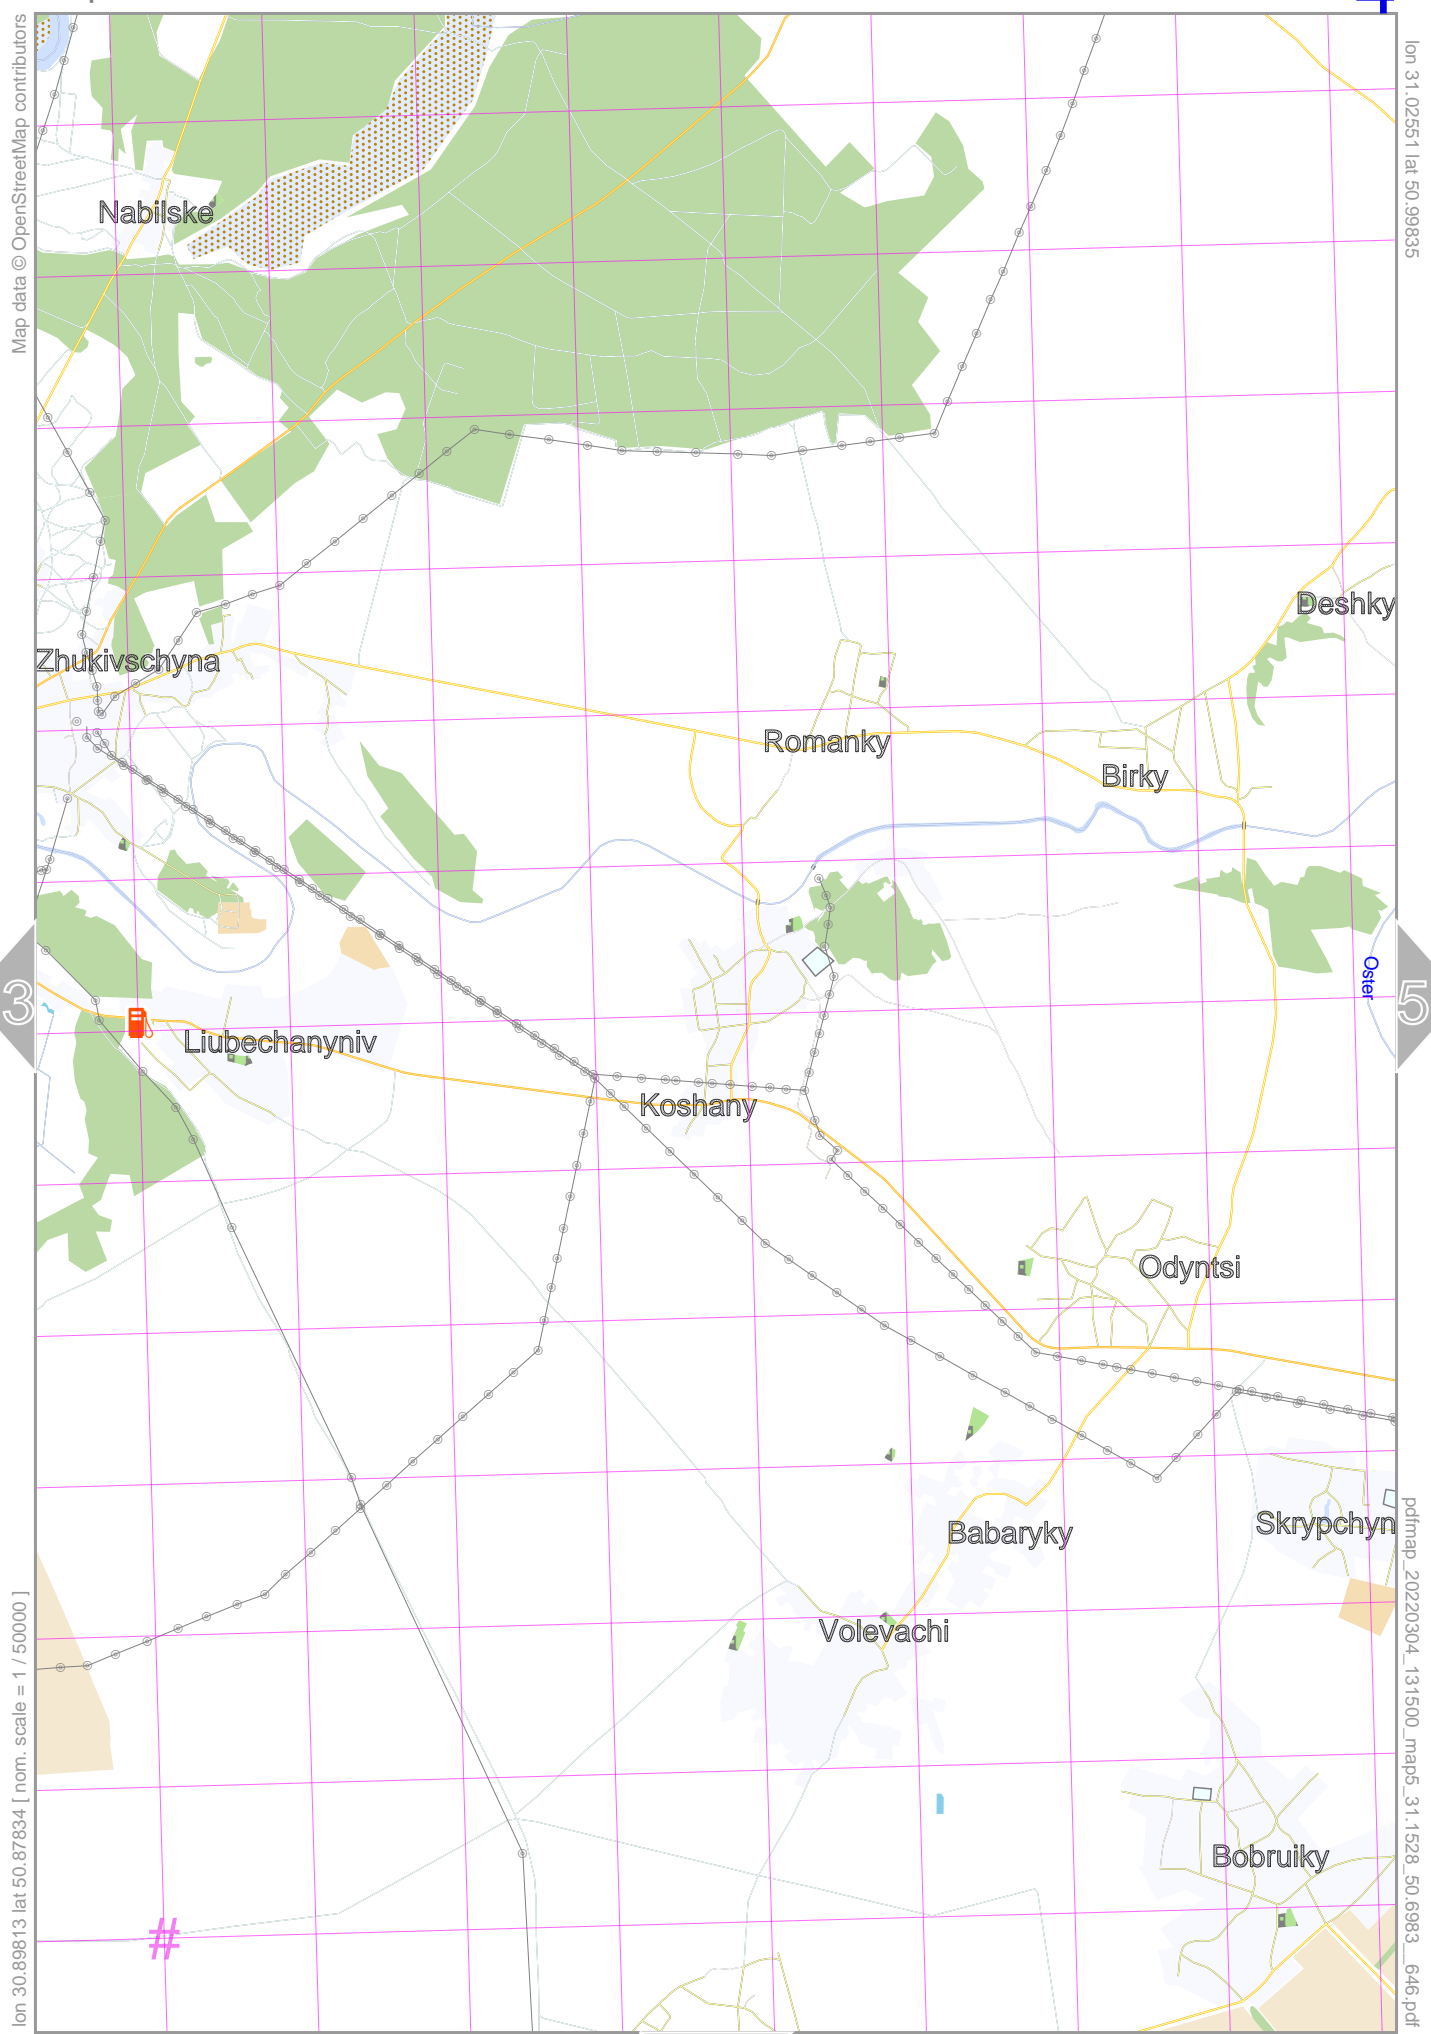 4
Map data © OpenStreetMap contributors
lon 31.02551 lat 50.99835
Nabilske
Deshky
Zhukivschyna
Romanky
Birky
Oster
3
5
Liubechanyniv
Koshany
Odyntsi
Skrypchyn
Babaryky
Volevachi
Bobruiky
#
lon 30.89813 lat 50.87834 [ nom. scale = 1 / 50000 ]
pdfmap_20220304_131500_map5_31.1528_50.6983__646.pdf